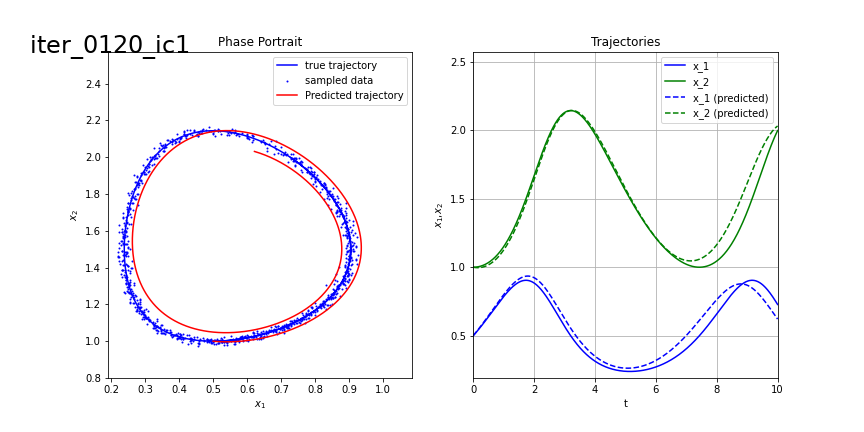 iter_0120_ic1
Phase Portrait
true trajectory
sampled data
Predicted trajectory
2.4
2.2
2.0
1.8
1.6
1.4
1.2
1.0
0.8
x_2
0.2 0.3 0.4 0.5 0.6 0.7 0.8 0.9 1.0
x_1
Trajectories
x_1
x_2
x_1 (predicted)
x_2 (predicted)
2.5
2.0
1.5
1.0
0.5
x_1,x_2
0 2 4 6 8 10
t